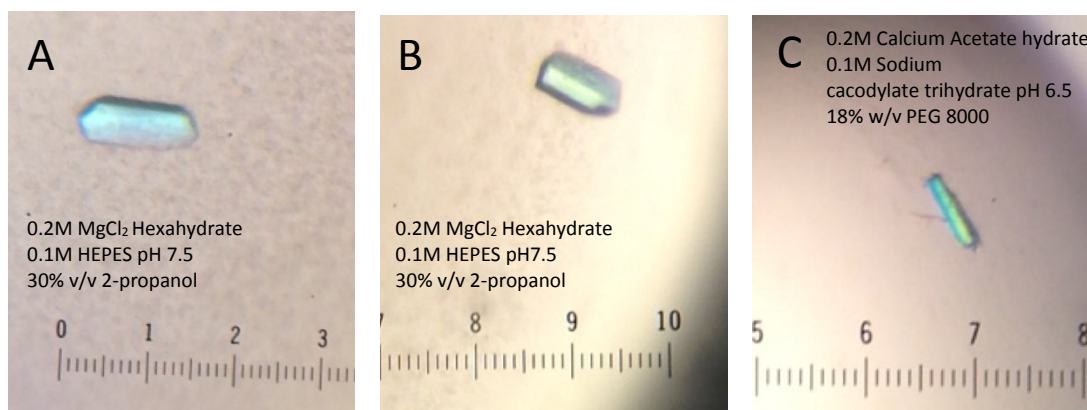 A
0.2M MgCl₂ Hexahydrate
0.1M HEPES pH 7.5
30% v/v 2-propanol
0 1 2 3
B
0.2M MgCl₂ Hexahydrate
0.1M HEPES pH7.5
30% v/v 2-propanol
8 9 10
C
0.2M Calcium Acetate hydrate
0.1M Sodium
cacodylate trihydrate pH 6.5
18% w/v PEG 8000
5 6 7 8